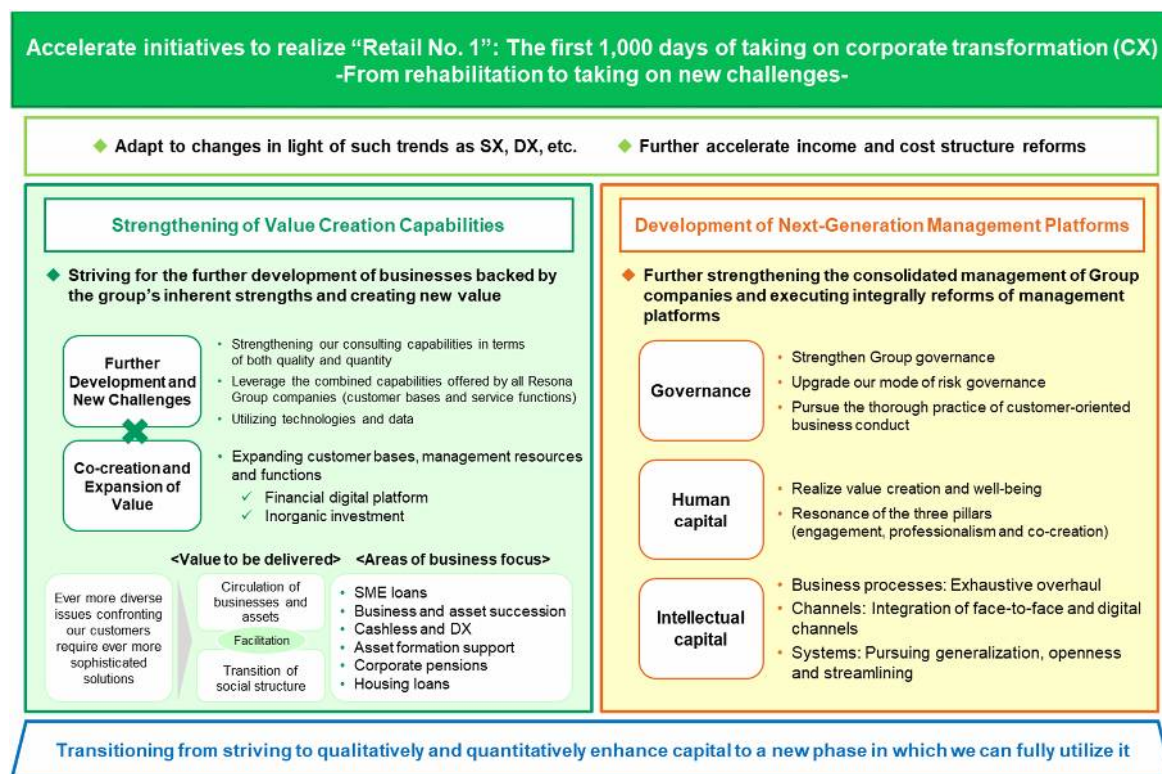 Accelerate initiatives to realize “Retail No. 1”: The first 1,000 days of taking on corporate transformation (CX)
-From rehabilitation to taking on new challenges-
◆ Adapt to changes in light of such trends as SX, DX, etc.
◆ Further accelerate income and cost structure reforms
Strengthening of Value Creation Capabilities
◆ Striving for the further development of businesses backed by
the group’s inherent strengths and creating new value
Further
Development and
New Challenges
• Strengthening our consulting capabilities in terms
of both quality and quantity
• Leverage the combined capabilities offered by all Resona
Group companies (customer bases and service functions)
• Utilizing technologies and data
Co-creation and
Expansion of
Value
• Expanding customer bases, management resources
and functions
✓ Financial digital platform
✓ Inorganic investment
<Value to be delivered>
<Areas of business focus>
Ever more diverse
issues confronting
our customers
require ever more
sophisticated
solutions
Circulation of
businesses and
assets
Facilitation
Transition of
social structure
• SME loans
• Business and asset succession
• Cashless and DX
• Asset formation support
• Corporate pensions
• Housing loans
Development of Next-Generation Management Platforms
◆ Further strengthening the consolidated management of Group
companies and executing integrally reforms of management
platforms
Governance
• Strengthen Group governance
• Upgrade our mode of risk governance
• Pursue the thorough practice of customer-oriented
business conduct
Human
capital
• Realize value creation and well-being
• Resonance of the three pillars
(engagement, professionalism and co-creation)
Intellectual
capital
• Business processes: Exhaustive overhaul
• Channels: Integration of face-to-face and digital
channels
• Systems: Pursuing generalization, openness
and streamlining
Transitioning from striving to qualitatively and quantitatively enhance capital to a new phase in which we can fully utilize it